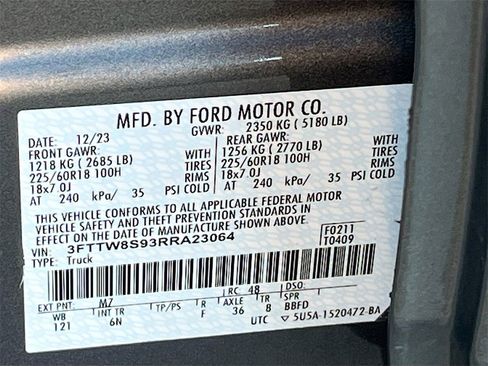 MFD. BY FORD MOTOR CO.
DATE: 12/23 GVWR: 2350 KG ( 5180 LB)
FRONT GAWR: REAR GAWR:
1218 KG ( 2685 LB) WITH 1256 KG ( 2770 LB) WITH
225/60R18 100H TIRES 225/60R18 100H TIRES
18x7.0J RIMS 18x7.0J RIMS
AT 240 kPa/ 35 PSI COLD AT 240 kPa/ 35 PSI COLD
THIS VEHICLE CONFORMS TO ALL APPLICABLE FEDERAL MOTOR
VEHICLE SAFETY AND THEFT PREVENTION STANDARDS IN
EFFECT ON THE DATE OF MANUFACTURE SHOWN ABOVE.
VIN: 3FTTW8S93RRA23064 F0211
TYPE: Truck T0409
EXT PNT: M7 RC: 48 DSO:
WB INT TR TP/PS R AXLE TR SPR
121 6N F 36 8 BBFD
UTC 5U5A-1520472-BA